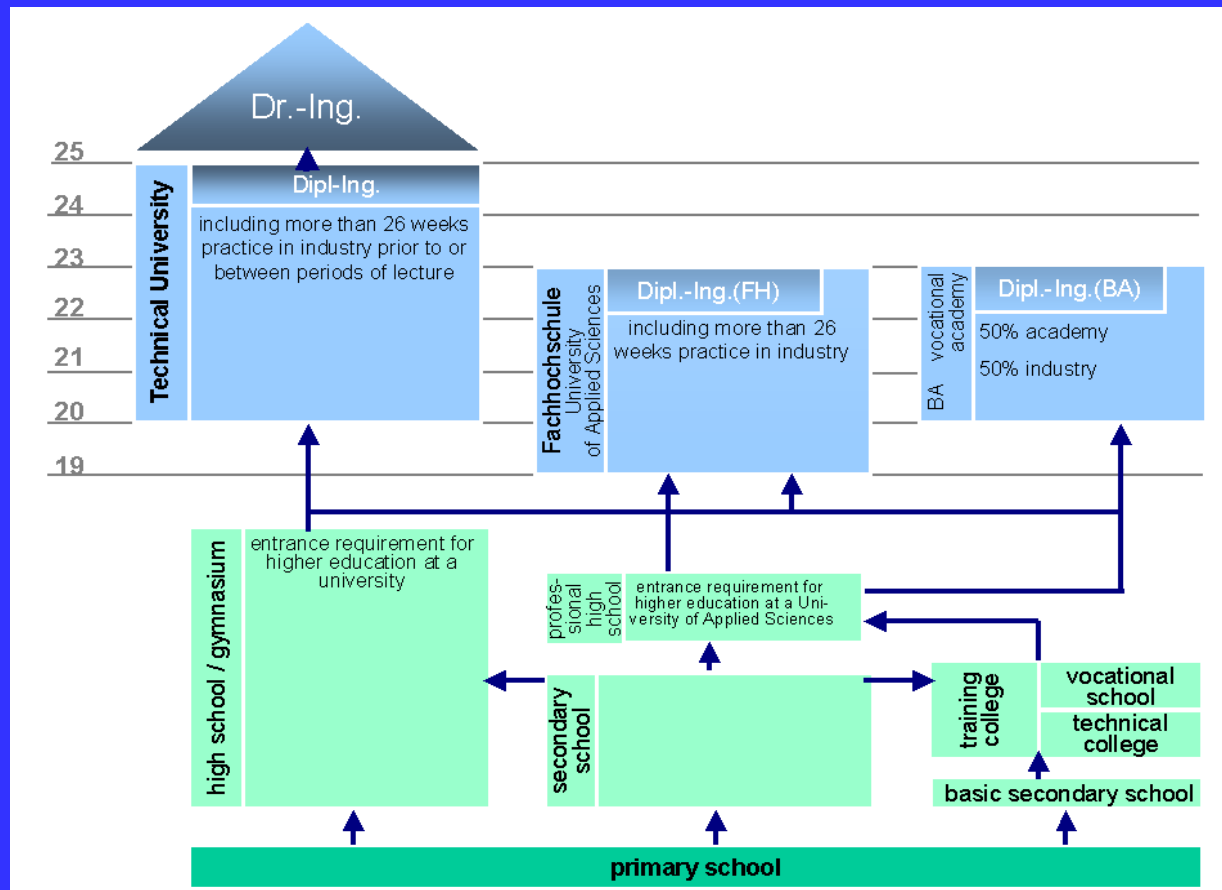 Dr.-Ing.
25
24
23
22
21
20
19
Technical University
Dipl-Ing.
including more than 26 weeks
practice in industry prior to or
between periods of lecture
Fachhochschule
University
of Applied Sciences
Dipl.-Ing.(FH)
including more than 26
weeks practice in industry
BA vocational
academy
Dipl.-Ing.(BA)
50% academy
50% industry
high school / gymnasium
entrance requirement for
higher education at a
university
profes-
sional
high
school
entrance requirement for
higher education at a Uni-
versity of Applied Sciences
secondary
school
training
college
vocational
school
technical
college
basic secondary school
primary school